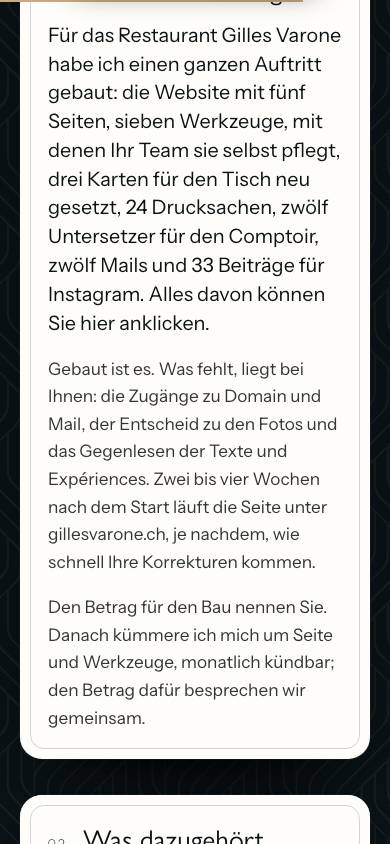 Für das Restaurant Gilles Varone
habe ich einen ganzen Auftritt
gebaut: die Website mit fünf
Seiten, sieben Werkzeuge, mit
denen Ihr Team sie selbst pflegt,
drei Karten für den Tisch neu
gesetzt, 24 Drucksachen, zwölf
Untersetzer für den Comptoir,
zwölf Mails und 33 Beiträge für
Instagram. Alles davon können
Sie hier anklicken.
Gebaut ist es. Was fehlt, liegt bei
Ihnen: die Zugänge zu Domain und
Mail, der Entscheid zu den Fotos und
das Gegenlesen der Texte und
Expériences. Zwei bis vier Wochen
nach dem Start läuft die Seite unter
gillesvarone.ch, je nachdem, wie
schnell Ihre Korrekturen kommen.
Den Betrag für den Bau nennen Sie.
Danach kümmere ich mich um Seite
und Werkzeuge, monatlich kündbar;
den Betrag dafür besprechen wir
gemeinsam.
Was dazugehört